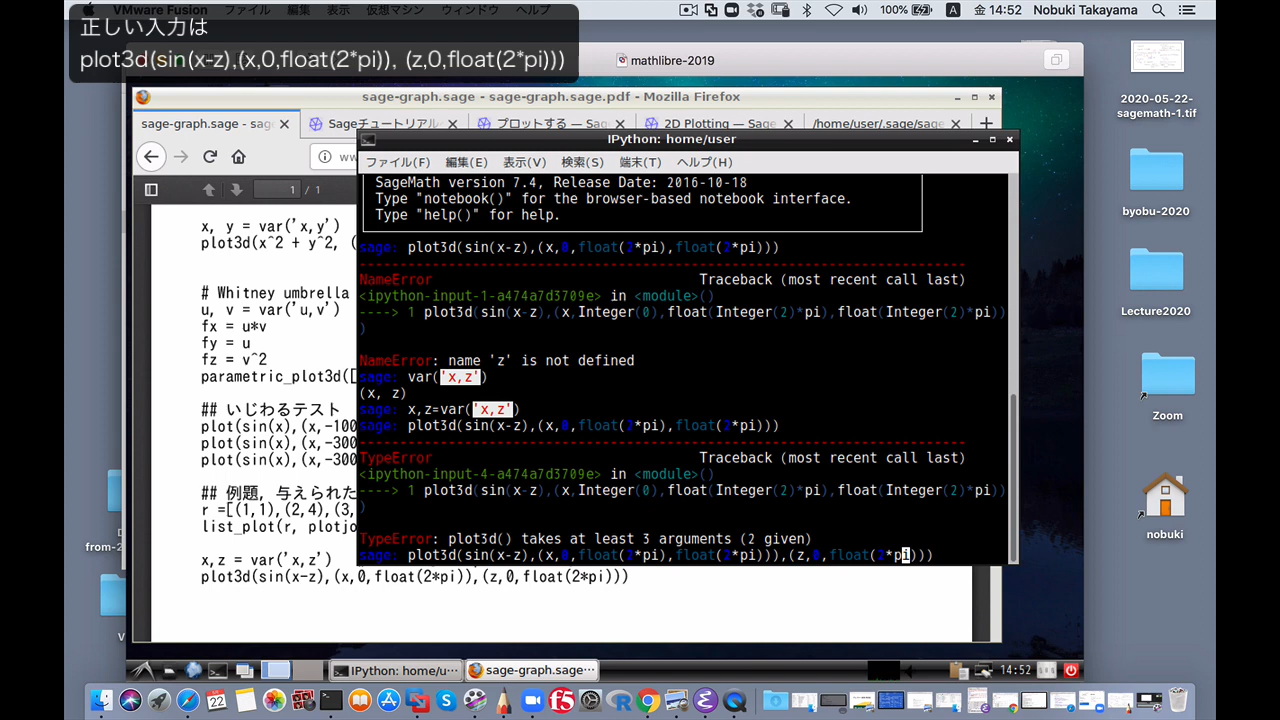 VMware Fusion ファイル 編集 表示 仮想マシン ウィンドウ ヘルプ 100% A 金 14:52 Nobuki Takayama
正しい入力は
plot3d(sin(x-z),(x,0,float(2*pi)), (z,0,float(2*pi)))
mathlibre-2019
sage-graph.sage - sage-graph.sage.pdf - Mozilla Firefox
sage-graph.sage - sag
Sageチュートリアル
プロットする — Sag
2D Plotting — Sage
/home/user/.sage/sage
IPython: home/user
ファイル(F) 編集(E) 表示(V) 検索(S) 端末(T) ヘルプ(H)
ww
1 / 1
x, y = var('x,y')
plot3d(x^2 + y^2, (
# Whitney umbrella
u, v = var('u,v')
fx = u*v
fy = u
fz = v^2
parametric_plot3d([
## いじわるテスト
plot(sin(x),(x,-100
plot(sin(x),(x,-300
plot(sin(x),(x,-300
## 例題, 与えられた
r =[(1,1),(2,4),(3,
list_plot(r, plotjo
x,z = var('x,z')
plot3d(sin(x-z),(x,0,float(2*pi)),(z,0,float(2*pi)))
SageMath version 7.4, Release Date: 2016-10-18
Type "notebook()" for the browser-based notebook interface.
Type "help()" for help.
sage: plot3d(sin(x-z),(x,0,float(2*pi),float(2*pi)))
NameError Traceback (most recent call last)
<ipython-input-1-a474a7d3709e> in <module>()
----> 1 plot3d(sin(x-z),(x,Integer(0),float(Integer(2)*pi),float(Integer(2)*pi))
)
NameError: name 'z' is not defined
sage: var('x,z')
(x, z)
sage: x,z=var('x,z')
sage: plot3d(sin(x-z),(x,0,float(2*pi),float(2*pi)))
TypeError Traceback (most recent call last)
<ipython-input-4-a474a7d3709e> in <module>()
----> 1 plot3d(sin(x-z),(x,Integer(0),float(Integer(2)*pi),float(Integer(2)*pi))
)
TypeError: plot3d() takes at least 3 arguments (2 given)
sage: plot3d(sin(x-z),(x,0,float(2*pi),float(2*pi))),(z,0,float(2*pi)))
2020-05-22-
sagemath-1.tif
byobu-2020
Lecture2020
Zoom
nobuki
D
from-2
V
IPython: home/u…
sage-graph.sage…
14:52
22
f5